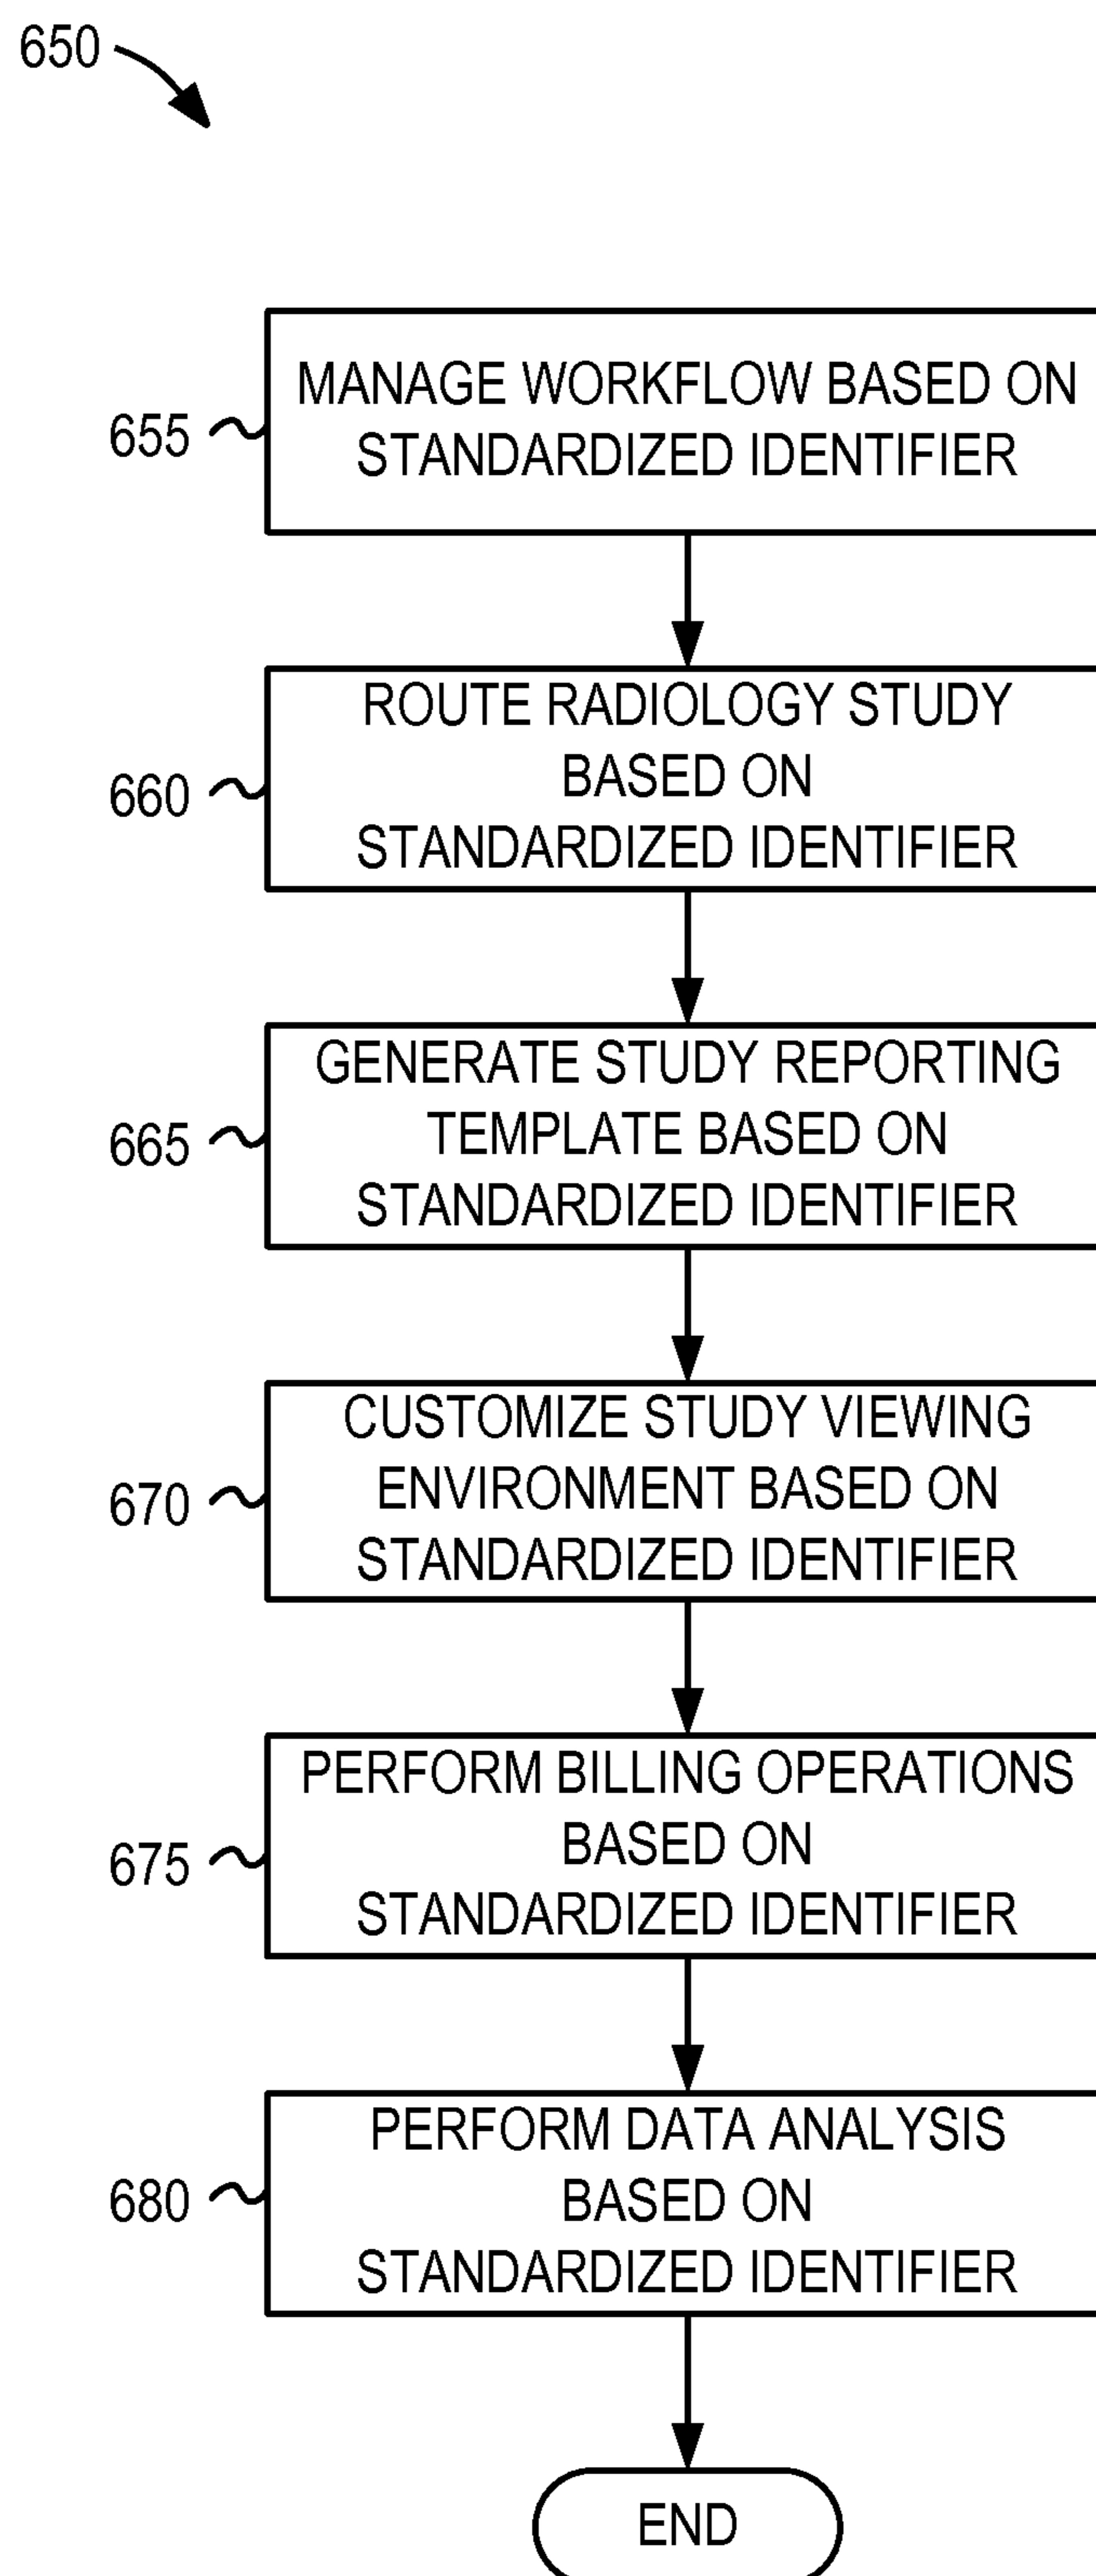 650
655
MANAGE WORKFLOW BASED ON
STANDARDIZED IDENTIFIER
660
ROUTE RADIOLOGY STUDY
BASED ON
STANDARDIZED IDENTIFIER
665
GENERATE STUDY REPORTING
TEMPLATE BASED ON
STANDARDIZED IDENTIFIER
670
CUSTOMIZE STUDY VIEWING
ENVIRONMENT BASED ON
STANDARDIZED IDENTIFIER
675
PERFORM BILLING OPERATIONS
BASED ON
STANDARDIZED IDENTIFIER
680
PERFORM DATA ANALYSIS
BASED ON
STANDARDIZED IDENTIFIER
END